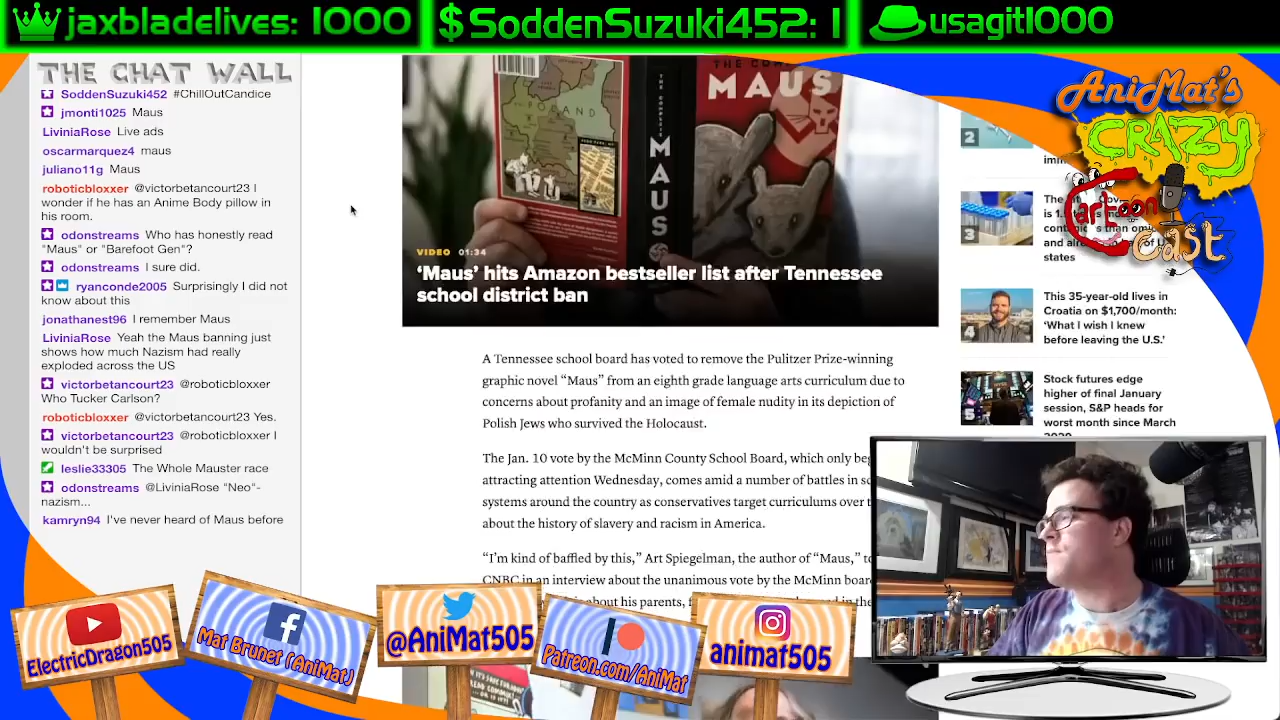 jaxbladelives: 1000
$ SoddenSuzuki452: 1
usagit1000
THE CHAT WALL
SoddenSuzuki452 #ChillOutCandice
jmonti1025 Maus
LiviniaRose Live ads
oscarmarquez4 maus
juliano11g Maus
roboticbloxxer @victorbetancourt23 I
wonder if he has an Anime Body pillow in
his room.
odonstreams Who has honestly read
"Maus" or "Barefoot Gen"?
odonstreams I sure did.
ryanconde2005 Surprisingly I did not
know about this
jonathanest96 I remember Maus
LiviniaRose Yeah the Maus banning just
shows how much Nazism had really
exploded across the US
victorbetancourt23 @roboticbloxxer
Who Tucker Carlson?
roboticbloxxer @victorbetancourt23 Yes.
victorbetancourt23 @roboticbloxxer I
wouldn't be surprised
leslie33305 The Whole Mauster race
odonstreams @LiviniaRose "Neo"-
nazism...
kamryn94 I've never heard of Maus before
POLAND
MAUS
MAUS
VIDEO 01:34
‘Maus’ hits Amazon bestseller list after Tennessee
school district ban
A Tennessee school board has voted to remove the Pulitzer Prize-winning
graphic novel “Maus” from an eighth grade language arts curriculum due to
concerns about profanity and an image of female nudity in its depiction of
Polish Jews who survived the Holocaust.
The Jan. 10 vote by the McMinn County School Board, which only
attracting attention Wednesday, comes amid a number of battles in
systems around the country as conservatives target curriculums over
about the history of slavery and racism in America.
“I’m kind of baffled by this,” Art Spiegelman, the author of “Maus,”
CNBC in an interview about the unanimous vote by the McMinn
about his parents,
2
3
and
states
4
This 35-year-old lives in
Croatia on $1,700/month:
‘What I wish I knew
before leaving the U.S.’
5
Stock futures edge
higher of final January
session, S&P heads for
worst month since March
2020
AniMat's
CRAZY
Cartoon
Cast
ElectricDragon505
Mat Brunet (AniMat)
@AniMat505
Patreon.com/AniMat
animat505